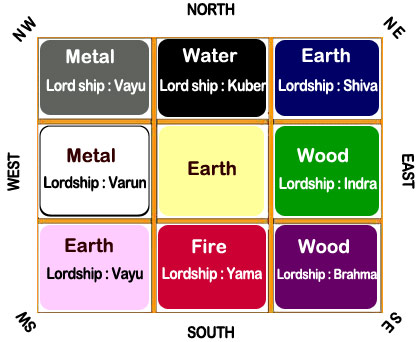 NORTH
NW
NE
Metal
Lord ship : Vayu
Water
Lord ship : Kuber
Earth
Lordship : Shiva
WEST
Metal
Lordship : Varun
Earth
Wood
Lordship : Indra
EAST
Earth
Lordship : Vayu
Fire
Lordship : Yama
Wood
Lordship : Brahma
SW
SE
SOUTH